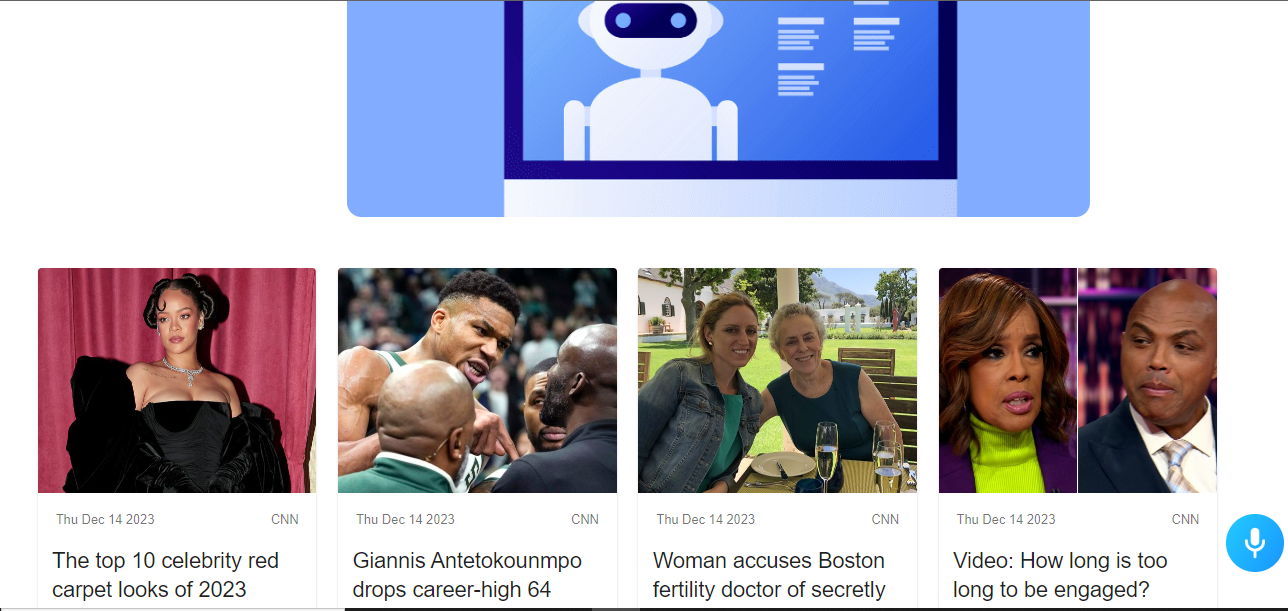 Thu Dec 14 2023 CNN
The top 10 celebrity red
carpet looks of 2023
Thu Dec 14 2023 CNN
Giannis Antetokounmpo
drops career-high 64
Thu Dec 14 2023 CNN
Woman accuses Boston
fertility doctor of secretly
Thu Dec 14 2023 CNN
Video: How long is too
long to be engaged?